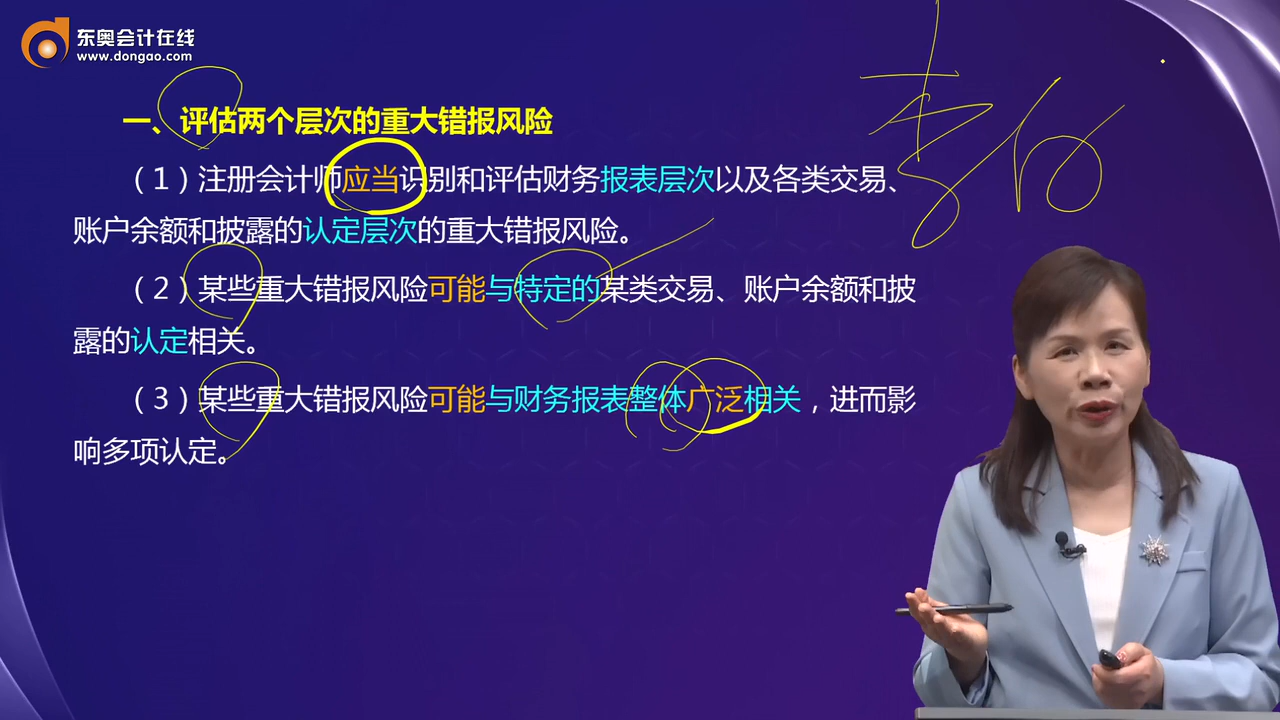 东奥会计在线
www.dongao.com
一、评估两个层次的重大错报风险
（1）注册会计师应当识别和评估财务报表层次以及各类交易、
账户余额和披露的认定层次的重大错报风险。
（2）某些重大错报风险可能与特定的某类交易、账户余额和披
露的认定相关。
（3）某些重大错报风险可能与财务报表整体广泛相关，进而影
响多项认定。